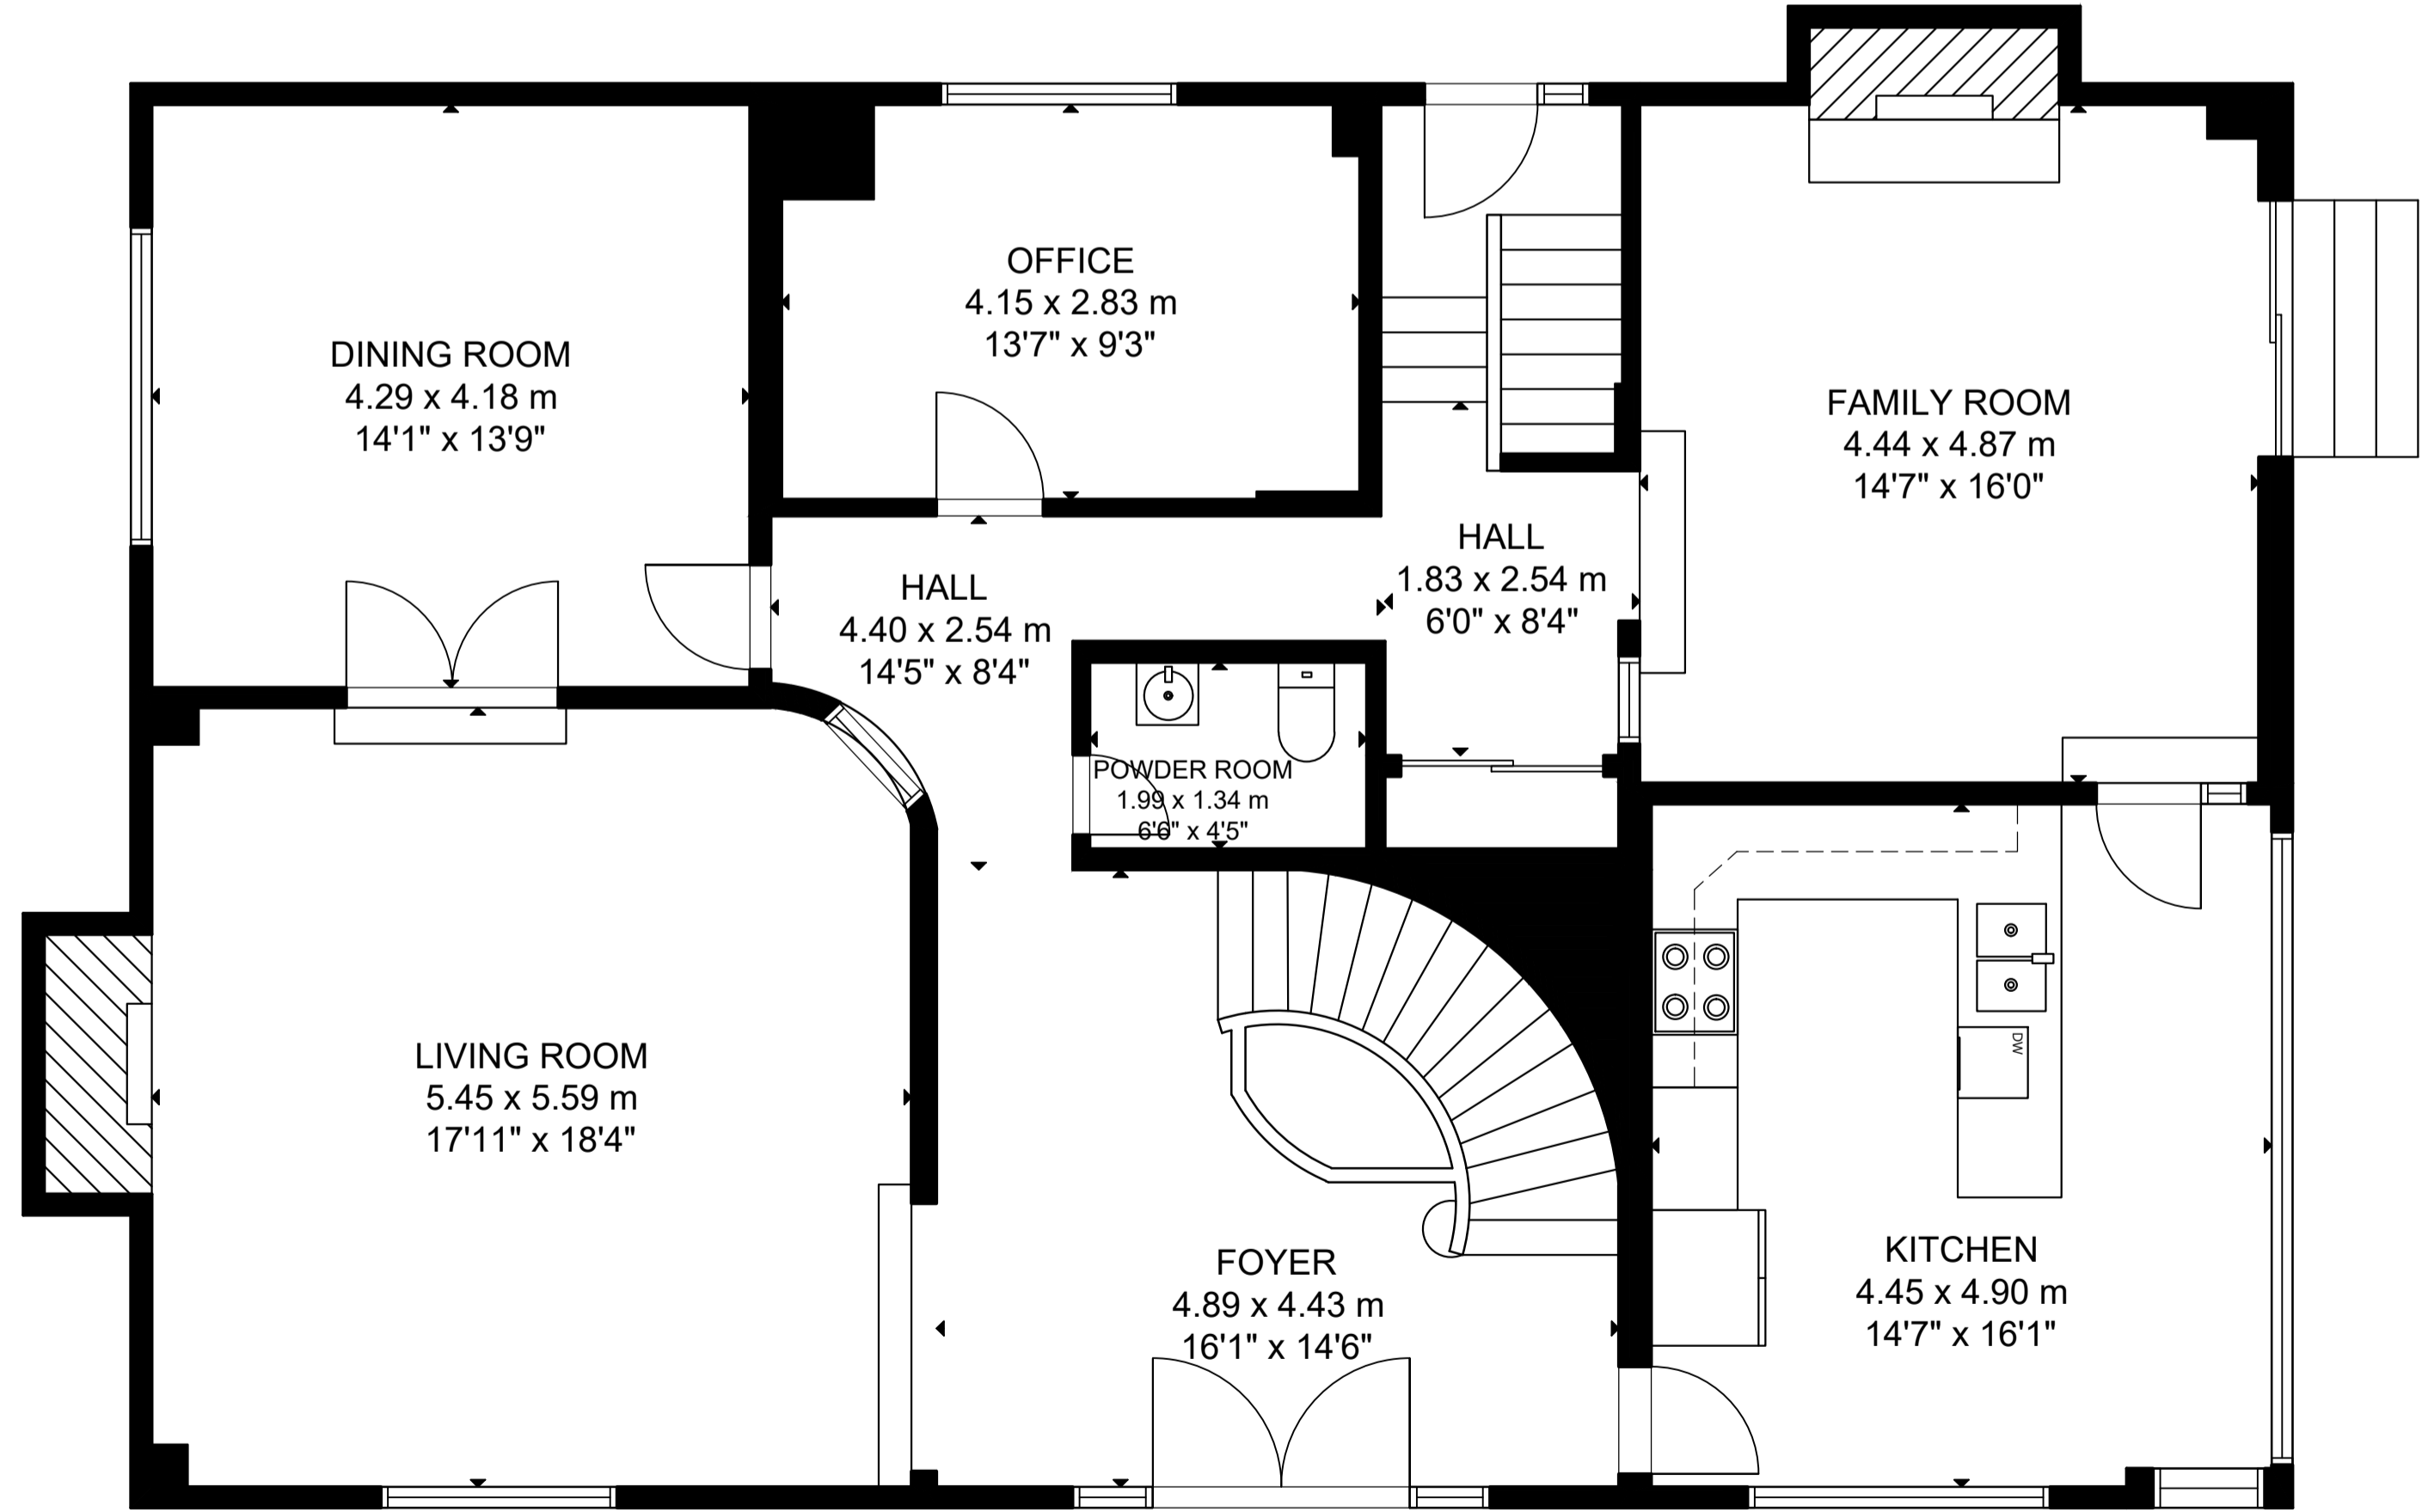 OFFICE
4.15 x 2.83 m
13'7" x 9'3"
DINING ROOM
4.29 x 4.18 m
14'1" x 13'9"
FAMILY ROOM
4.44 x 4.87 m
14'7" x 16'0"
HALL
4.40 x 2.54 m
14'5" x 8'4"
HALL
1.83 x 2.54 m
6'0" x 8'4"
POWDER ROOM
1.99 x 1.34 m
6'6" x 4'5"
LIVING ROOM
5.45 x 5.59 m
17'11" x 18'4"
DW
FOYER
4.89 x 4.43 m
16'1" x 14'6"
KITCHEN
4.45 x 4.90 m
14'7" x 16'1"